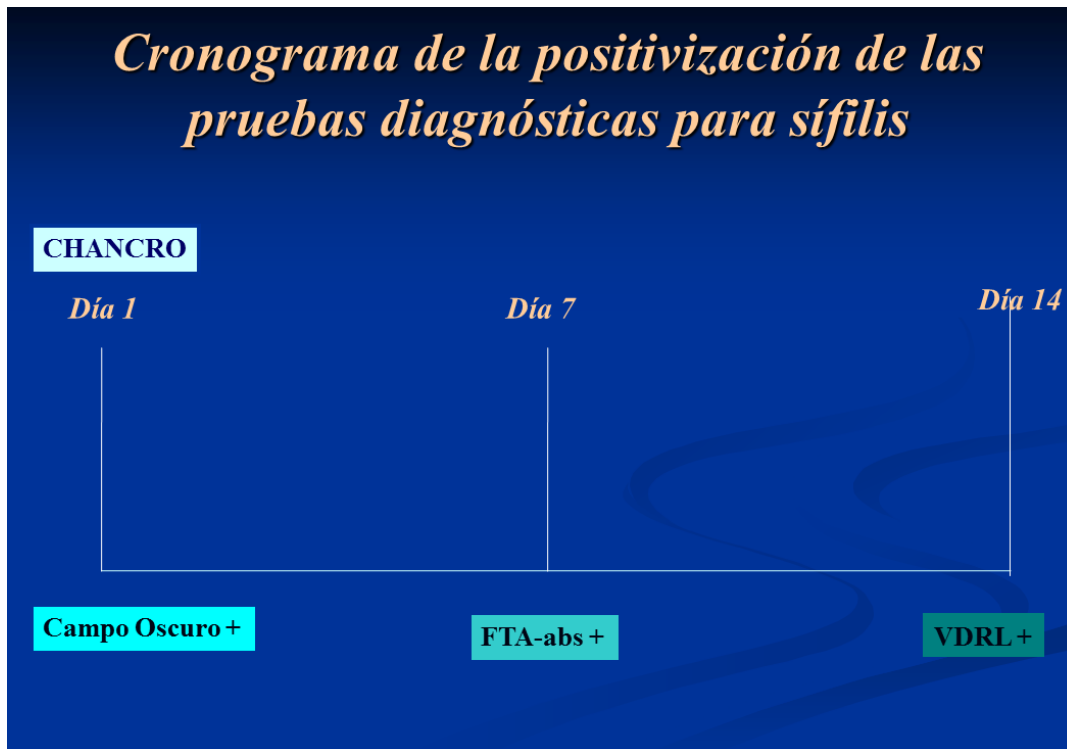 Cronograma de la positivización de las
pruebas diagnósticas para sífilis
CHANCRO
Día 1
Día 7
Día 14
Campo Oscuro +
FTA-abs +
VDRL +